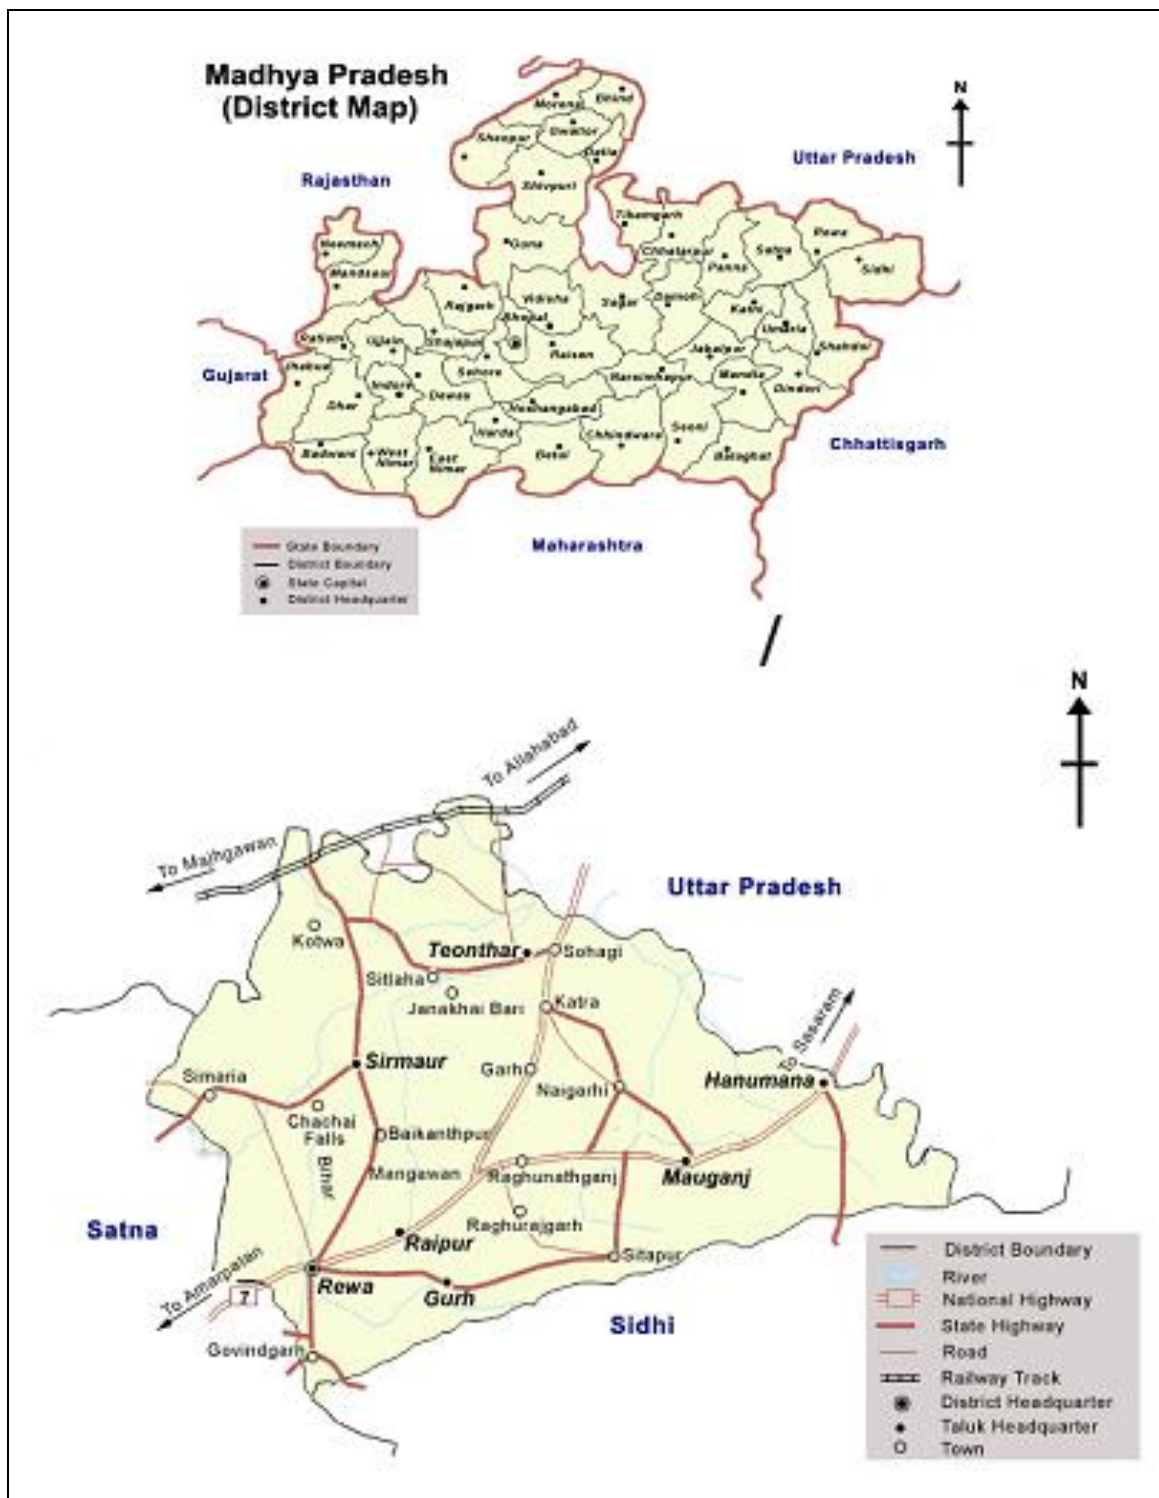 Madhya Pradesh
(District Map)
N
Uttar Pradesh
Rajasthan
Gujarat
Chhattisgarh
Maharashtra
Morena
Bhind
Gwalior
Datia
Sheopur
Shivpuri
Tikamgarh
Chhatarpur
Panna
Satna
Rewa
Sidhi
Guna
Neemach
Mandsaur
Rajgarh
Vidisha
Bhopal
Sagar
Damoh
Katni
Umaria
Shahdol
Ratlam
Ujjain
Shajapur
Raisen
Jabalpur
Jhabua
Indore
Sehore
Narsimhapur
Mandla
Dindori
Dhar
Dewas
Hoshangabad
Harda
Chhindwara
Seoni
Badwani
West
Nimar
East
Nimar
Betul
Balaghat
State Boundary
District Boundary
State Capital
District Headquarter
N
To Allahabad
To Majhgawan
Uttar Pradesh
Kotwa
Teonthar
Sohagi
Sitlaha
Janakhai Bari
Katra
To Sasaram
Sirmaur
Garh
Simaria
Naigarhi
Hanumana
Chachai
Falls
Baikanthpur
Bihar
Mangawan
Raghunathganj
Mauganj
Satna
Raghurajgarh
Raipur
Sitapur
To Amarpatan
7
Rewa
Gurh
Sidhi
Govindgarh
District Boundary
River
National Highway
State Highway
Road
Railway Track
District Headquarter
Taluk Headquarter
Town